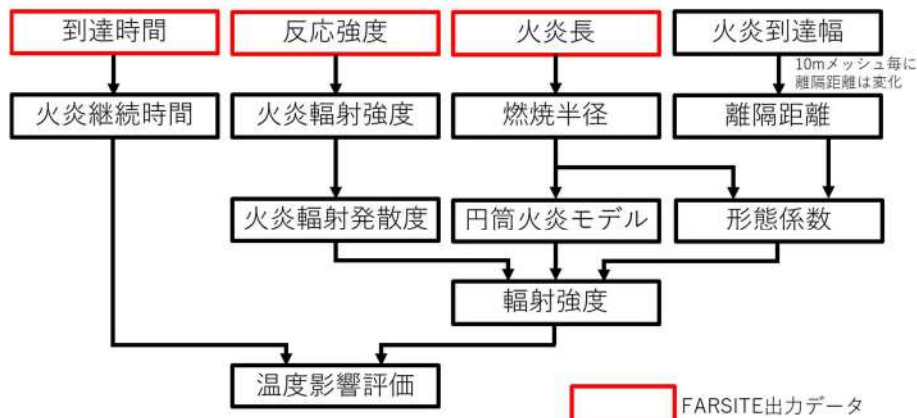 到達時間
反応強度
火炎長
火炎到達幅
10mメッシュ毎に
離隔距離は変化
火炎継続時間
火炎輻射強度
燃焼半径
離隔距離
火炎輻射発散度
円筒火炎モデル
形態係数
輻射強度
温度影響評価
FARSITE出力データ